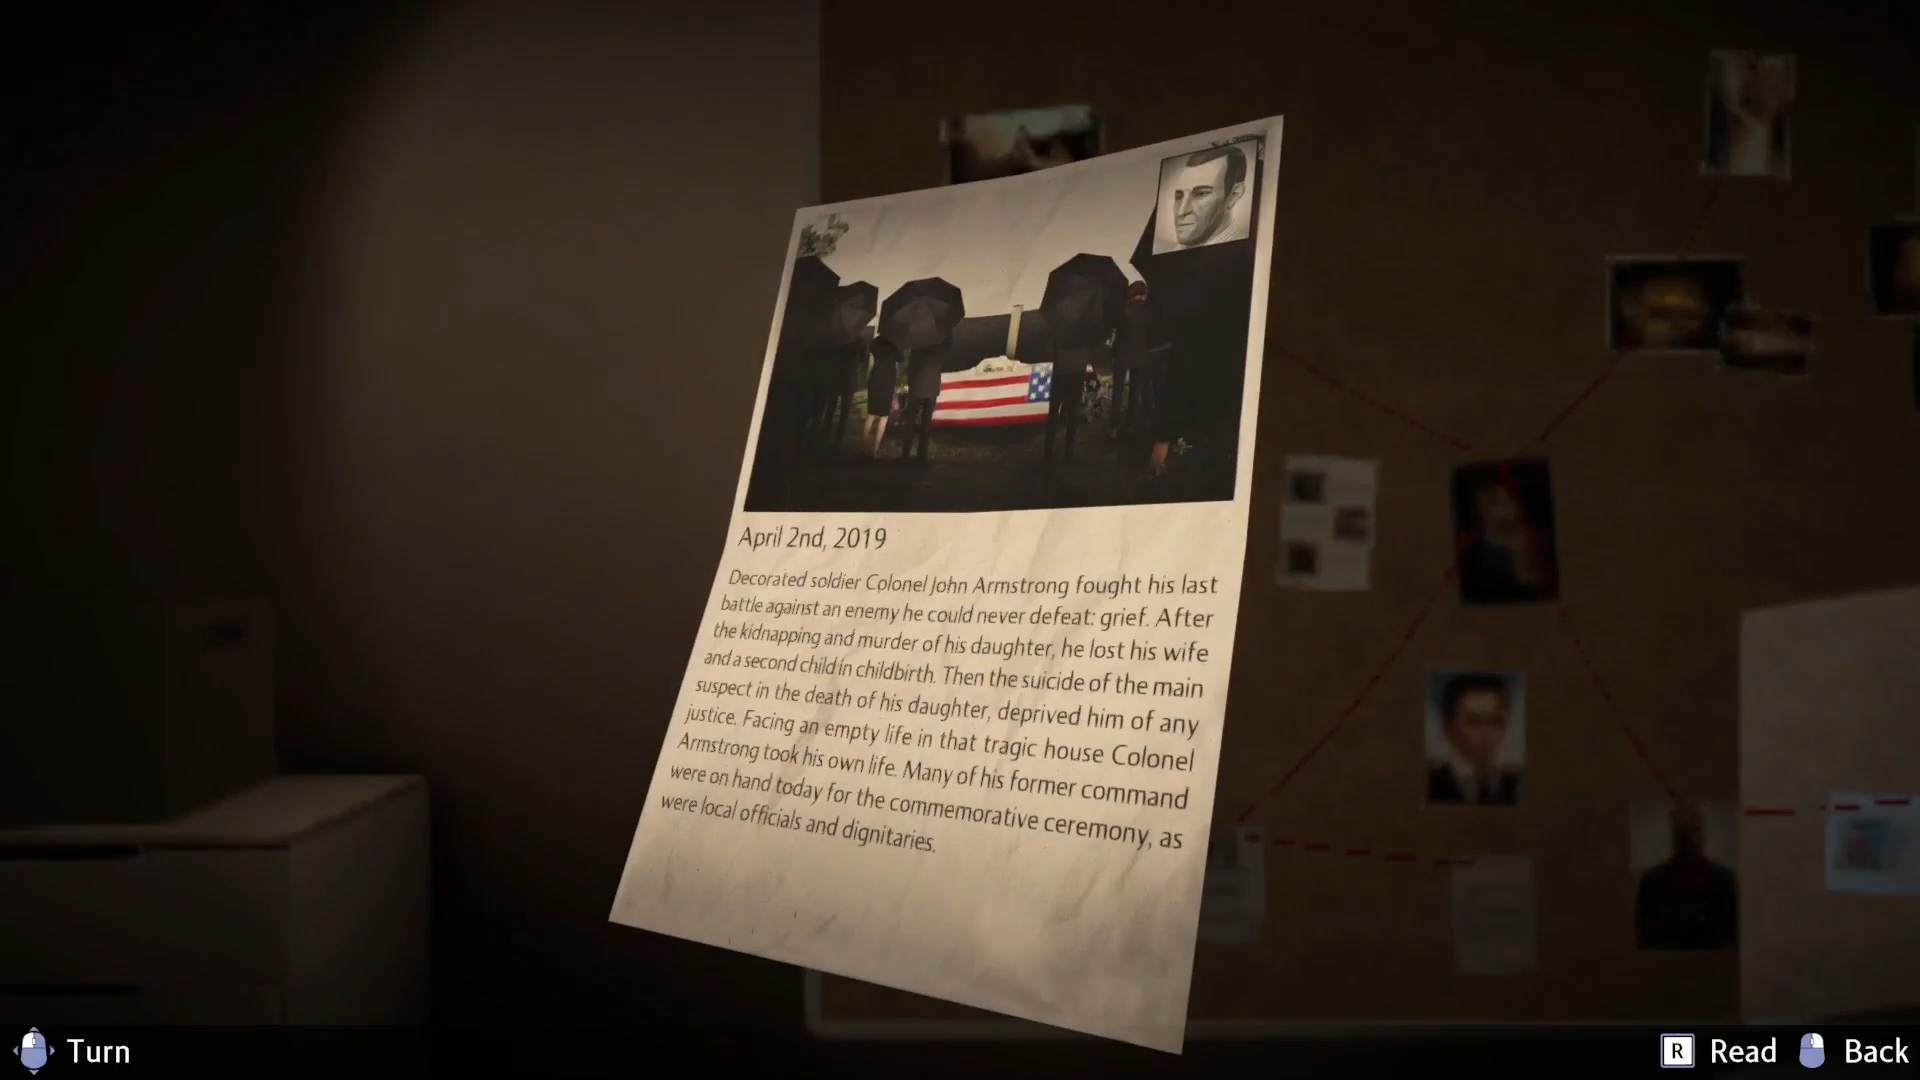 April 2nd, 2019
Decorated soldier Colonel John Armstrong fought his last
battle against an enemy he could never defeat: grief. After
the kidnapping and murder of his daughter, he lost his wife
and a second child in childbirth. Then the suicide of the main
suspect in the death of his daughter, deprived him of any
justice. Facing an empty life in that tragic house Colonel
Armstrong took his own life. Many of his former command
were on hand today for the commemorative ceremony, as
were local officials and dignitaries.
Turn
R Read Back